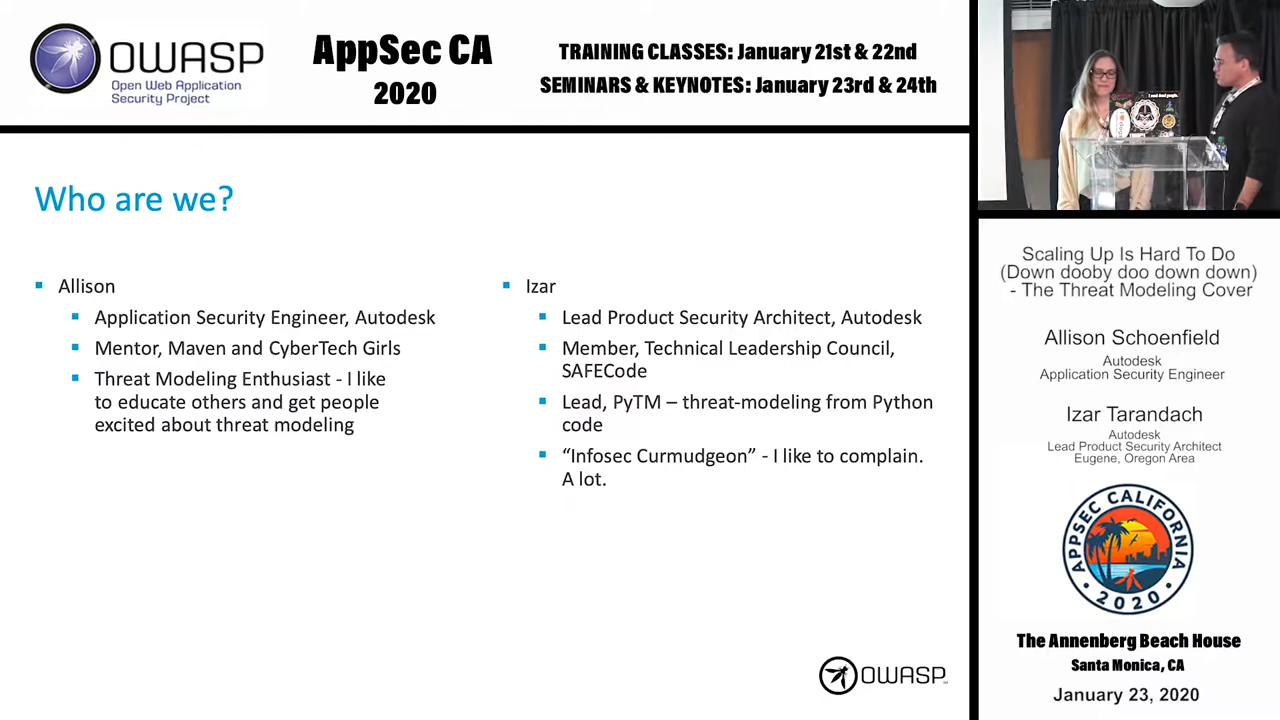 OWASP
Open Web Application
Security Project
AppSec CA
2020
TRAINING CLASSES: January 21st & 22nd
SEMINARS & KEYNOTES: January 23rd & 24th
Who are we?
Allison
Application Security Engineer, Autodesk
Mentor, Maven and CyberTech Girls
Threat Modeling Enthusiast - I like
to educate others and get people
excited about threat modeling
Izar
Lead Product Security Architect, Autodesk
Member, Technical Leadership Council,
SAFECode
Lead, PyTM – threat-modeling from Python
code
“Infosec Curmudgeon” - I like to complain.
A lot.
OWASP
Scaling Up Is Hard To Do
(Down dooby doo down down)
- The Threat Modeling Cover
Allison Schoenfield
Autodesk
Application Security Engineer
Izar Tarandach
Autodesk
Lead Product Security Architect
Eugene, Oregon Area
APPSEC CALIFORNIA
2020
The Annenberg Beach House
Santa Monica, CA
January 23, 2020